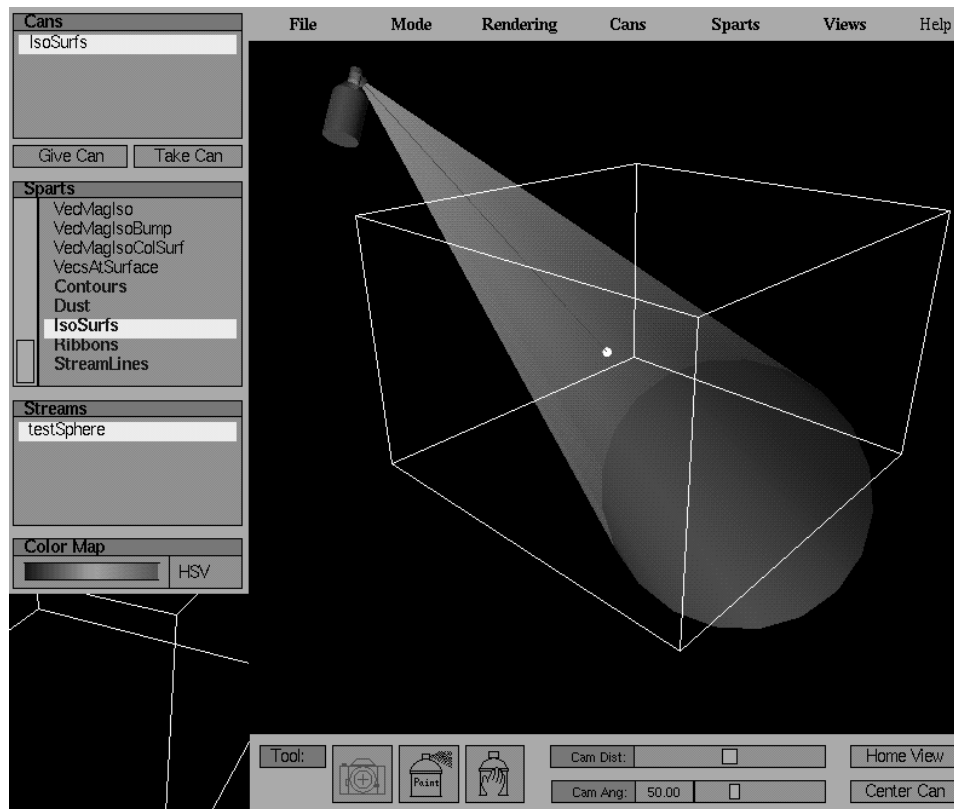 File Mode Rendering Cans Sparts Views Help
Cans
IsoSurfs
Give Can Take Can
Sparts
VecMagIso
VecMagIsoBump
VecMagIsoColSurf
VecsAtSurface
Contours
Dust
IsoSurfs
Ribbons
StreamLines
Streams
testSphere
Color Map
HSV
Tool:
Paint
Cam Dist:
Home View
Cam Ang: 50.00
Center Can